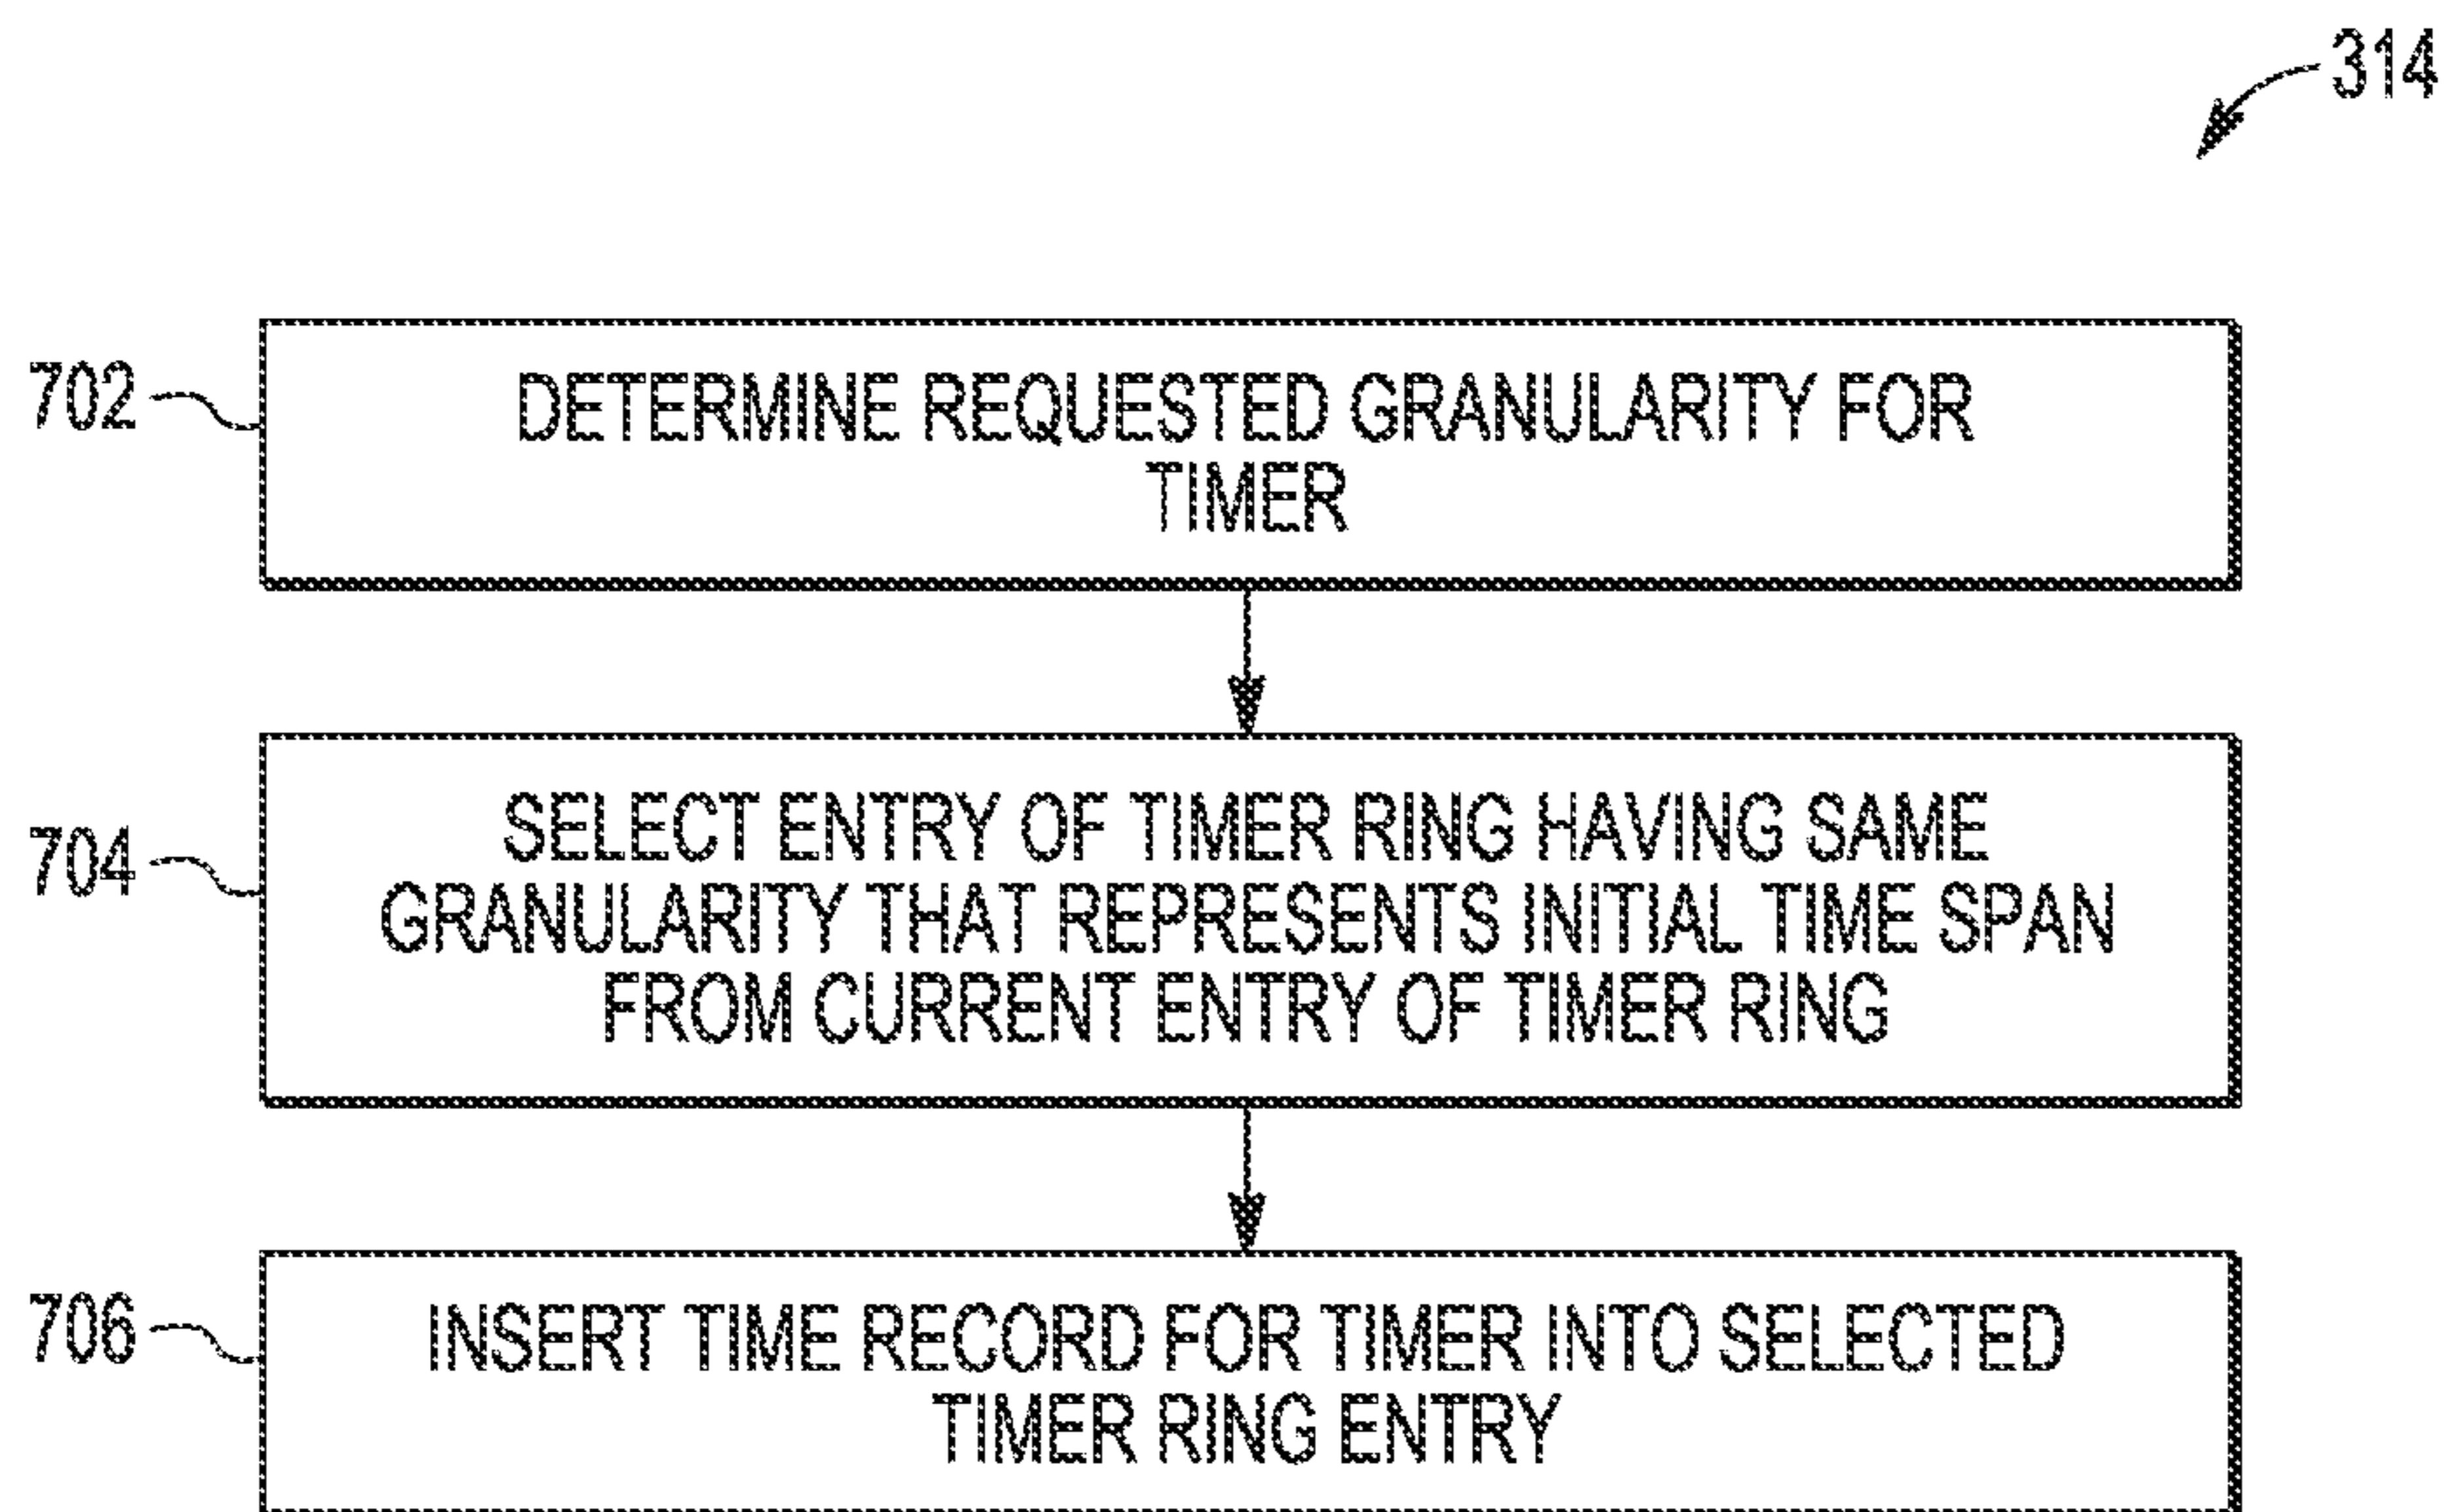 314
702
DETERMINE REQUESTED GRANULARITY FOR
TIMER
704
SELECT ENTRY OF TIMER RING HAVING SAME
GRANULARITY THAT REPRESENTS INITIAL TIME SPAN
FROM CURRENT ENTRY OF TIMER RING
706
INSERT TIME RECORD FOR TIMER INTO SELECTED
TIMER RING ENTRY